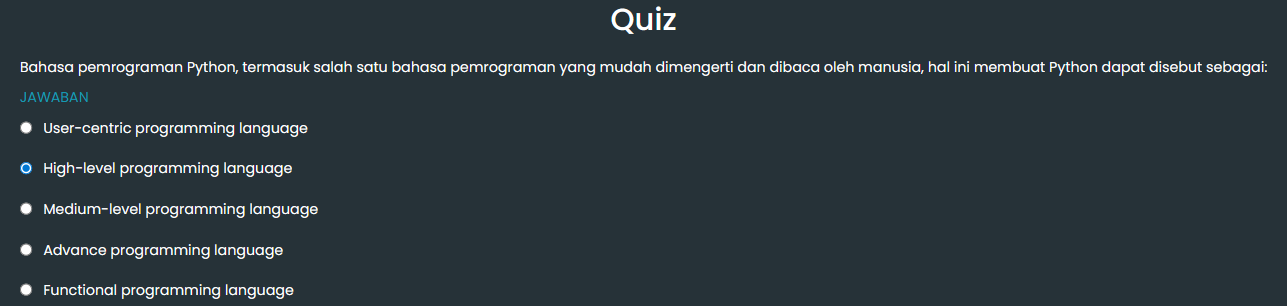 Quiz
Bahasa pemrograman Python, termasuk salah satu bahasa pemrograman yang mudah dimengerti dan dibaca oleh manusia, hal ini membuat Python dapat disebut sebagai:
JAWABAN
User-centric programming language
High-level programming language
Medium-level programming language
Advance programming language
Functional programming language